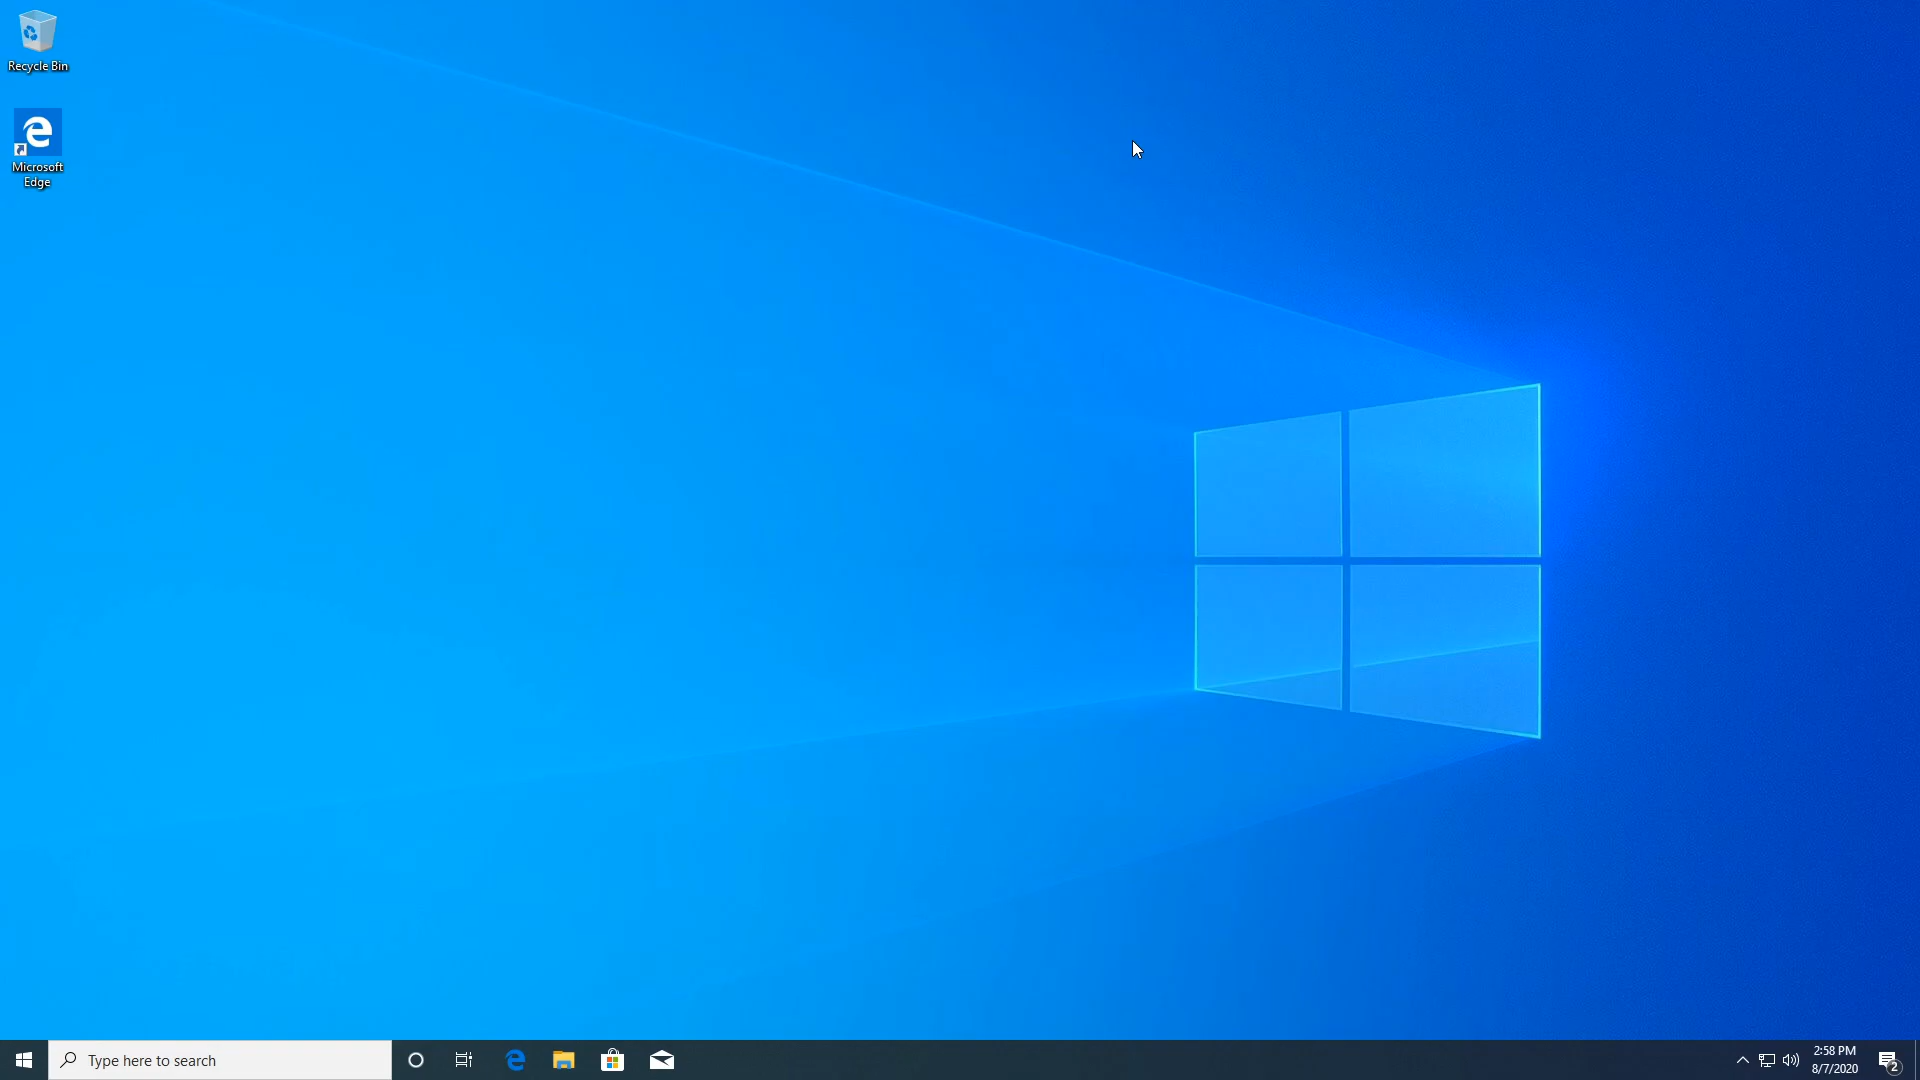 Recycle Bin
Microsoft
Edge
Type here to search
2:58 PM
8/7/2020
2